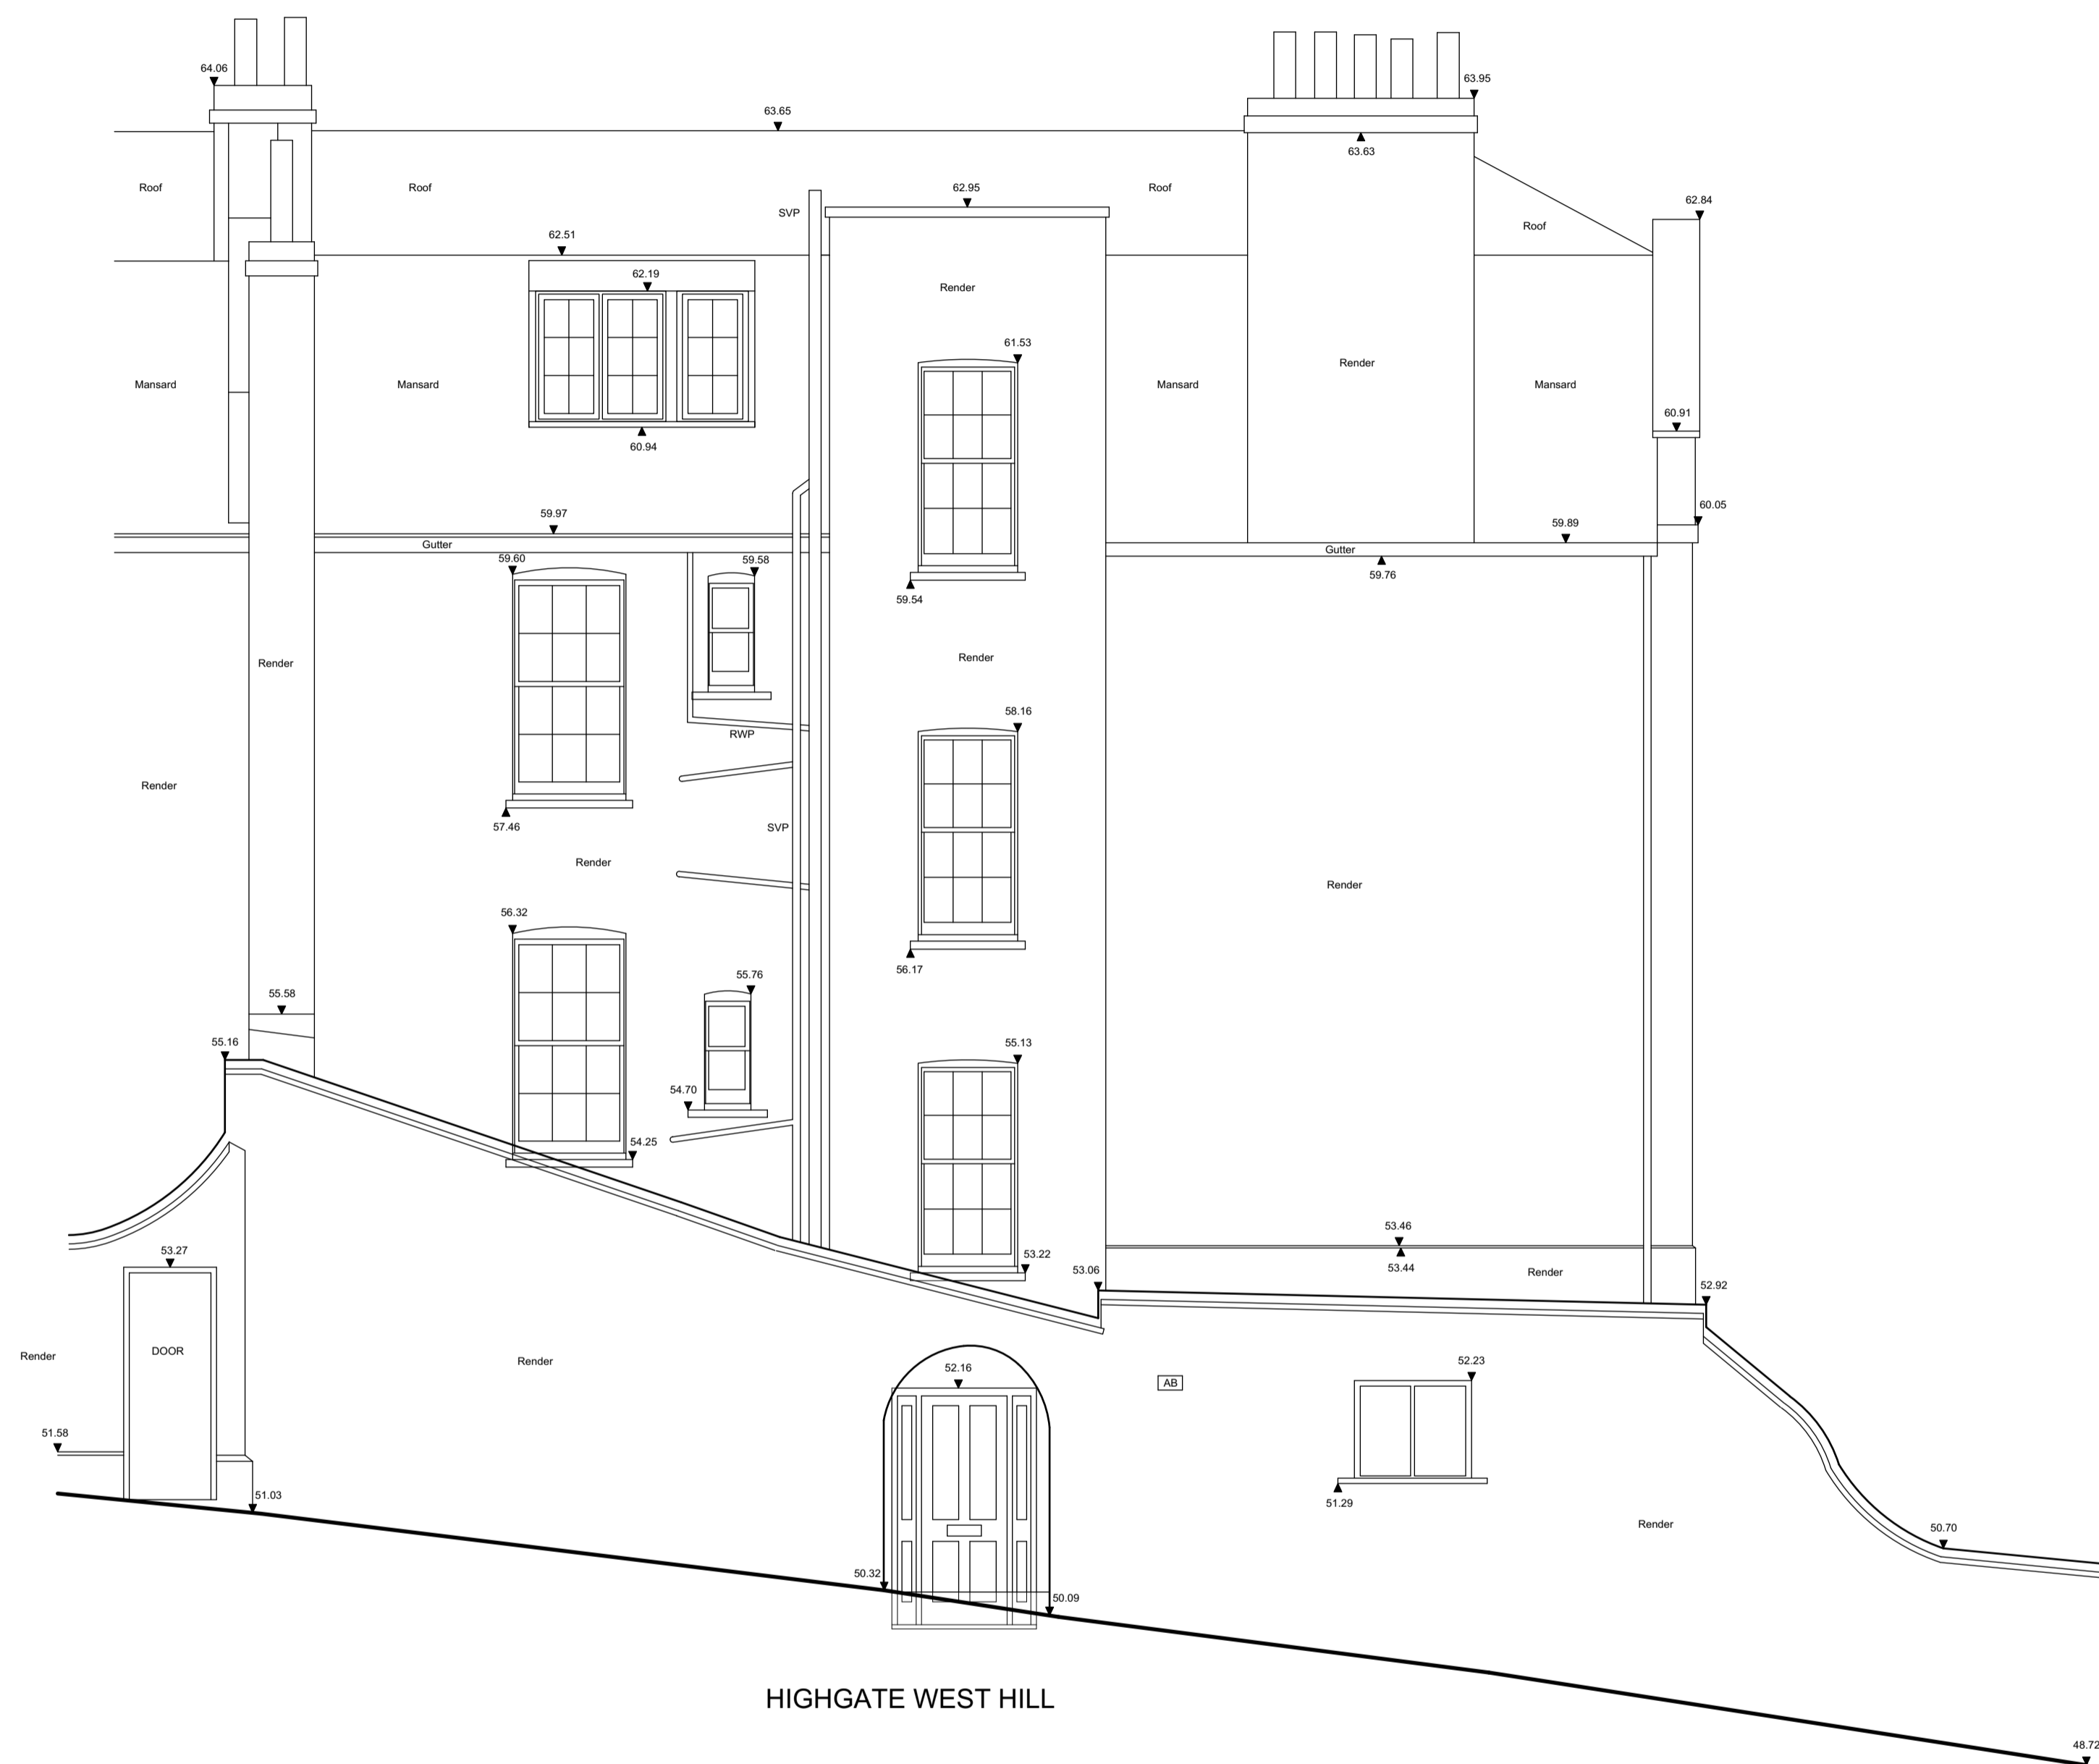 64.06
63.95
63.65
63.63
Roof
Roof
Roof
62.95
SVP
62.84
Roof
62.51
62.19
Render
61.53
Render
Mansard
Mansard
Mansard
Mansard
60.91
60.94
60.05
59.97
59.89
Gutter
Gutter
59.60
59.58
59.76
59.54
Render
Render
58.16
RWP
Render
57.46
SVP
Render
Render
56.32
56.17
55.76
55.58
55.16
55.13
54.70
54.25
53.46
53.27
53.22
53.06
53.44
Render
52.92
DOOR
Render
Render
52.16
52.23
AB
51.58
51.03
51.29
Render
50.70
50.32
50.09
HIGHGATE WEST HILL
48.72